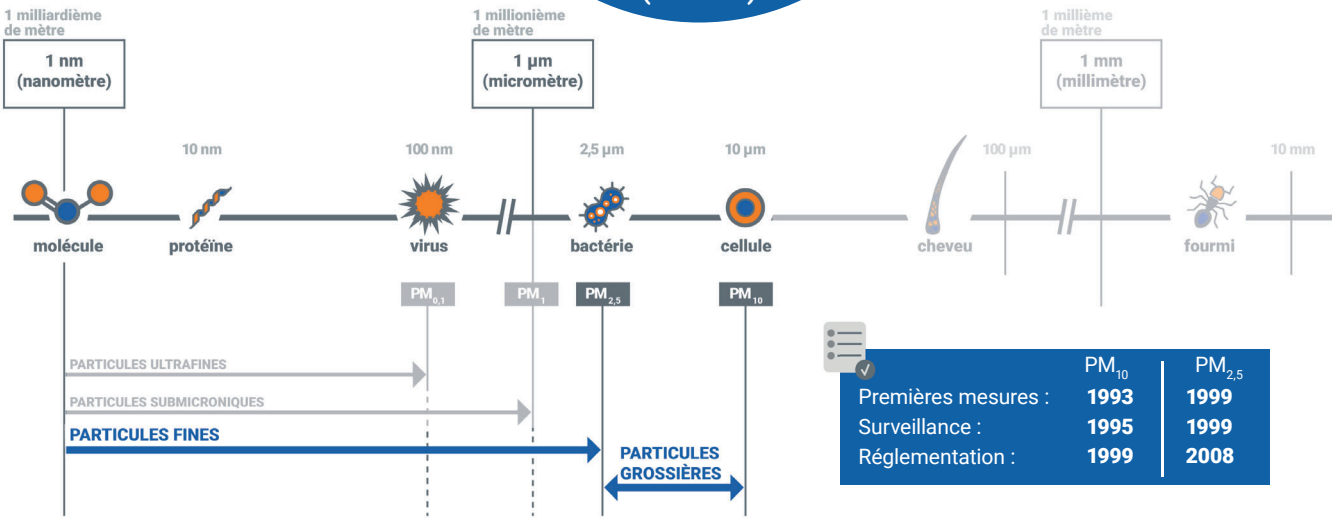 1 milliardième
de mètre
1 millionième
de mètre
1 millième
de mètre
1 nm
(nanomètre)
1 µm
(micromètre)
1 mm
(millimètre)
10 nm
100 nm
2,5 µm
10 µm
100 µm
10 mm
molécule
protéïne
virus
bactérie
cellule
cheveu
fourmi
PM0,1
PM1
PM2,5
PM10
PARTICULES ULTRAFINES
PARTICULES SUBMICRONIQUES
PARTICULES FINES
PARTICULES
GROSSIÈRES
PM10 PM2,5
Premières mesures : 1993 1999
Surveillance : 1995 1999
Réglementation : 1999 2008